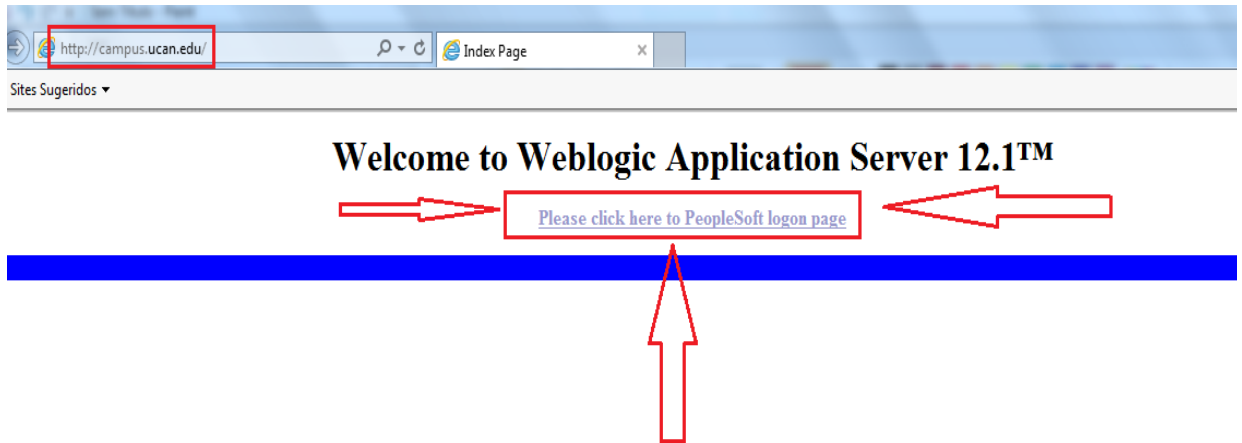 http://campus.ucan.edu/
Index Page
Sites Sugeridos
Welcome to Weblogic Application Server 12.1™
Please click here to PeopleSoft logon page